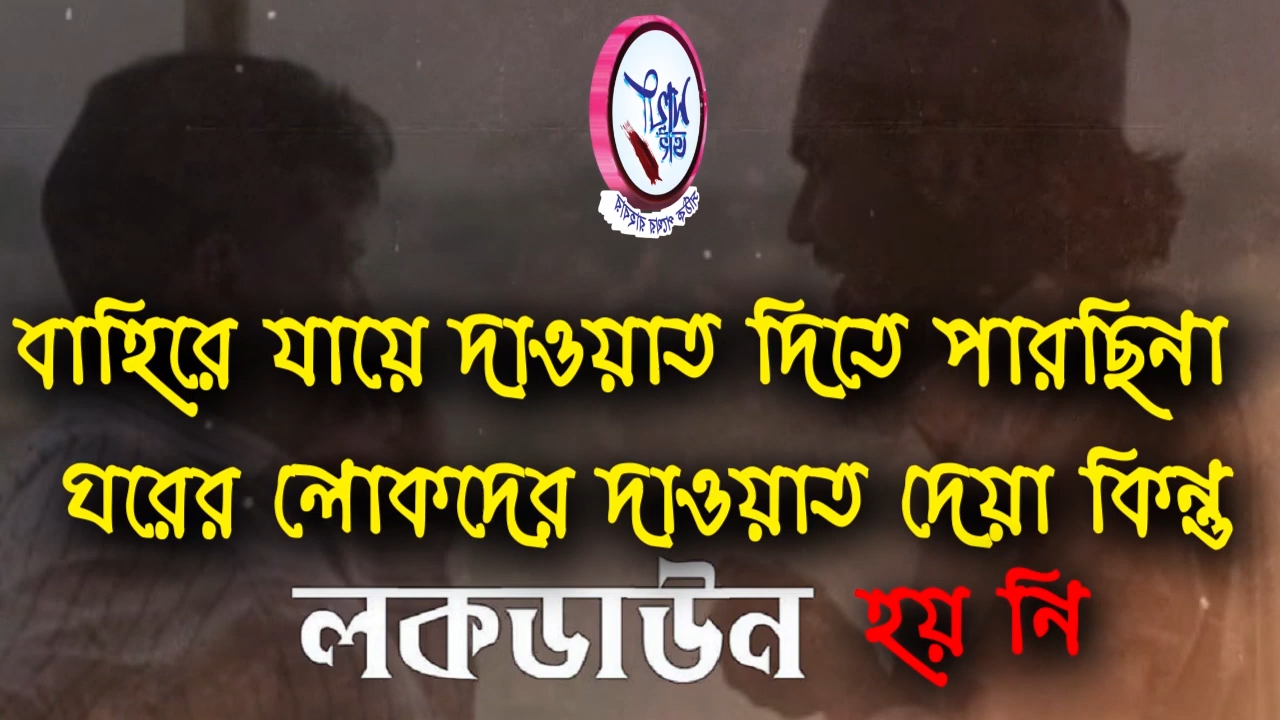 বাহিরে যায়ে দাওয়াত দিতে পারছিনা
ঘরের লোকদের দাওয়াত দেয়া কিন্তু
লকডাউন হয় নি